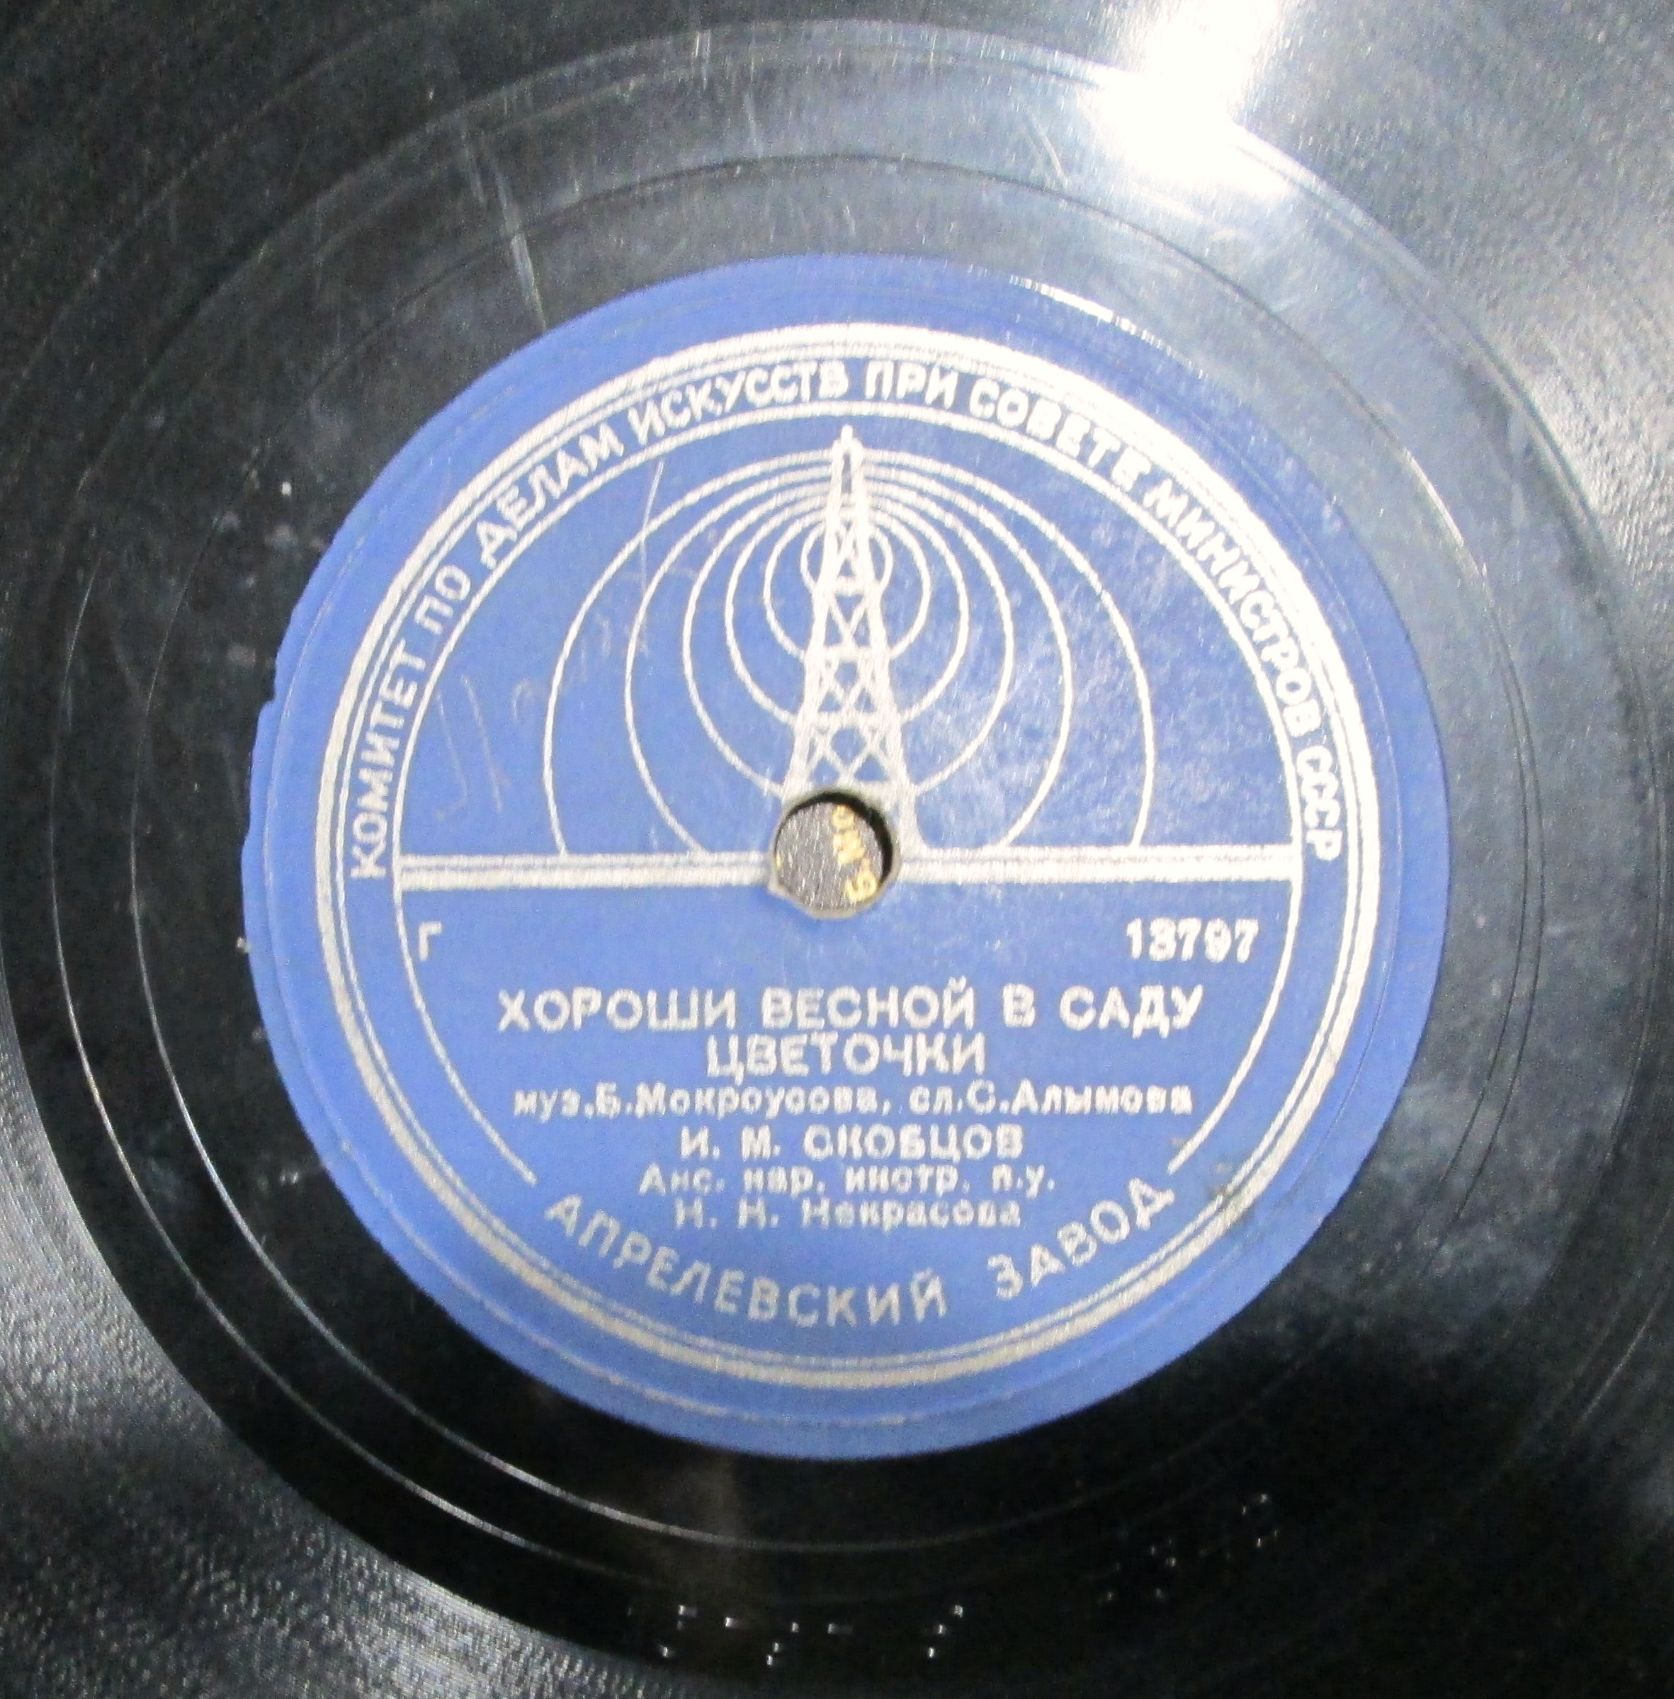 КОМИТЕТ ПО ДЕЛАМ ИСКУССТВ ПРИ СОВЕТЕ МИНИСТРОВ СССР
Г 13797
ХОРОШИ ВЕСНОЙ В САДУ
ЦВЕТОЧКИ
муз.Б.Мокроусова, сл.С.Алымова
И. М. СКОБЦОВ
Анс. нар. инстр. п.у.
Н. Н. Некрасова
АПРЕЛЕВСКИЙ ЗАВОД